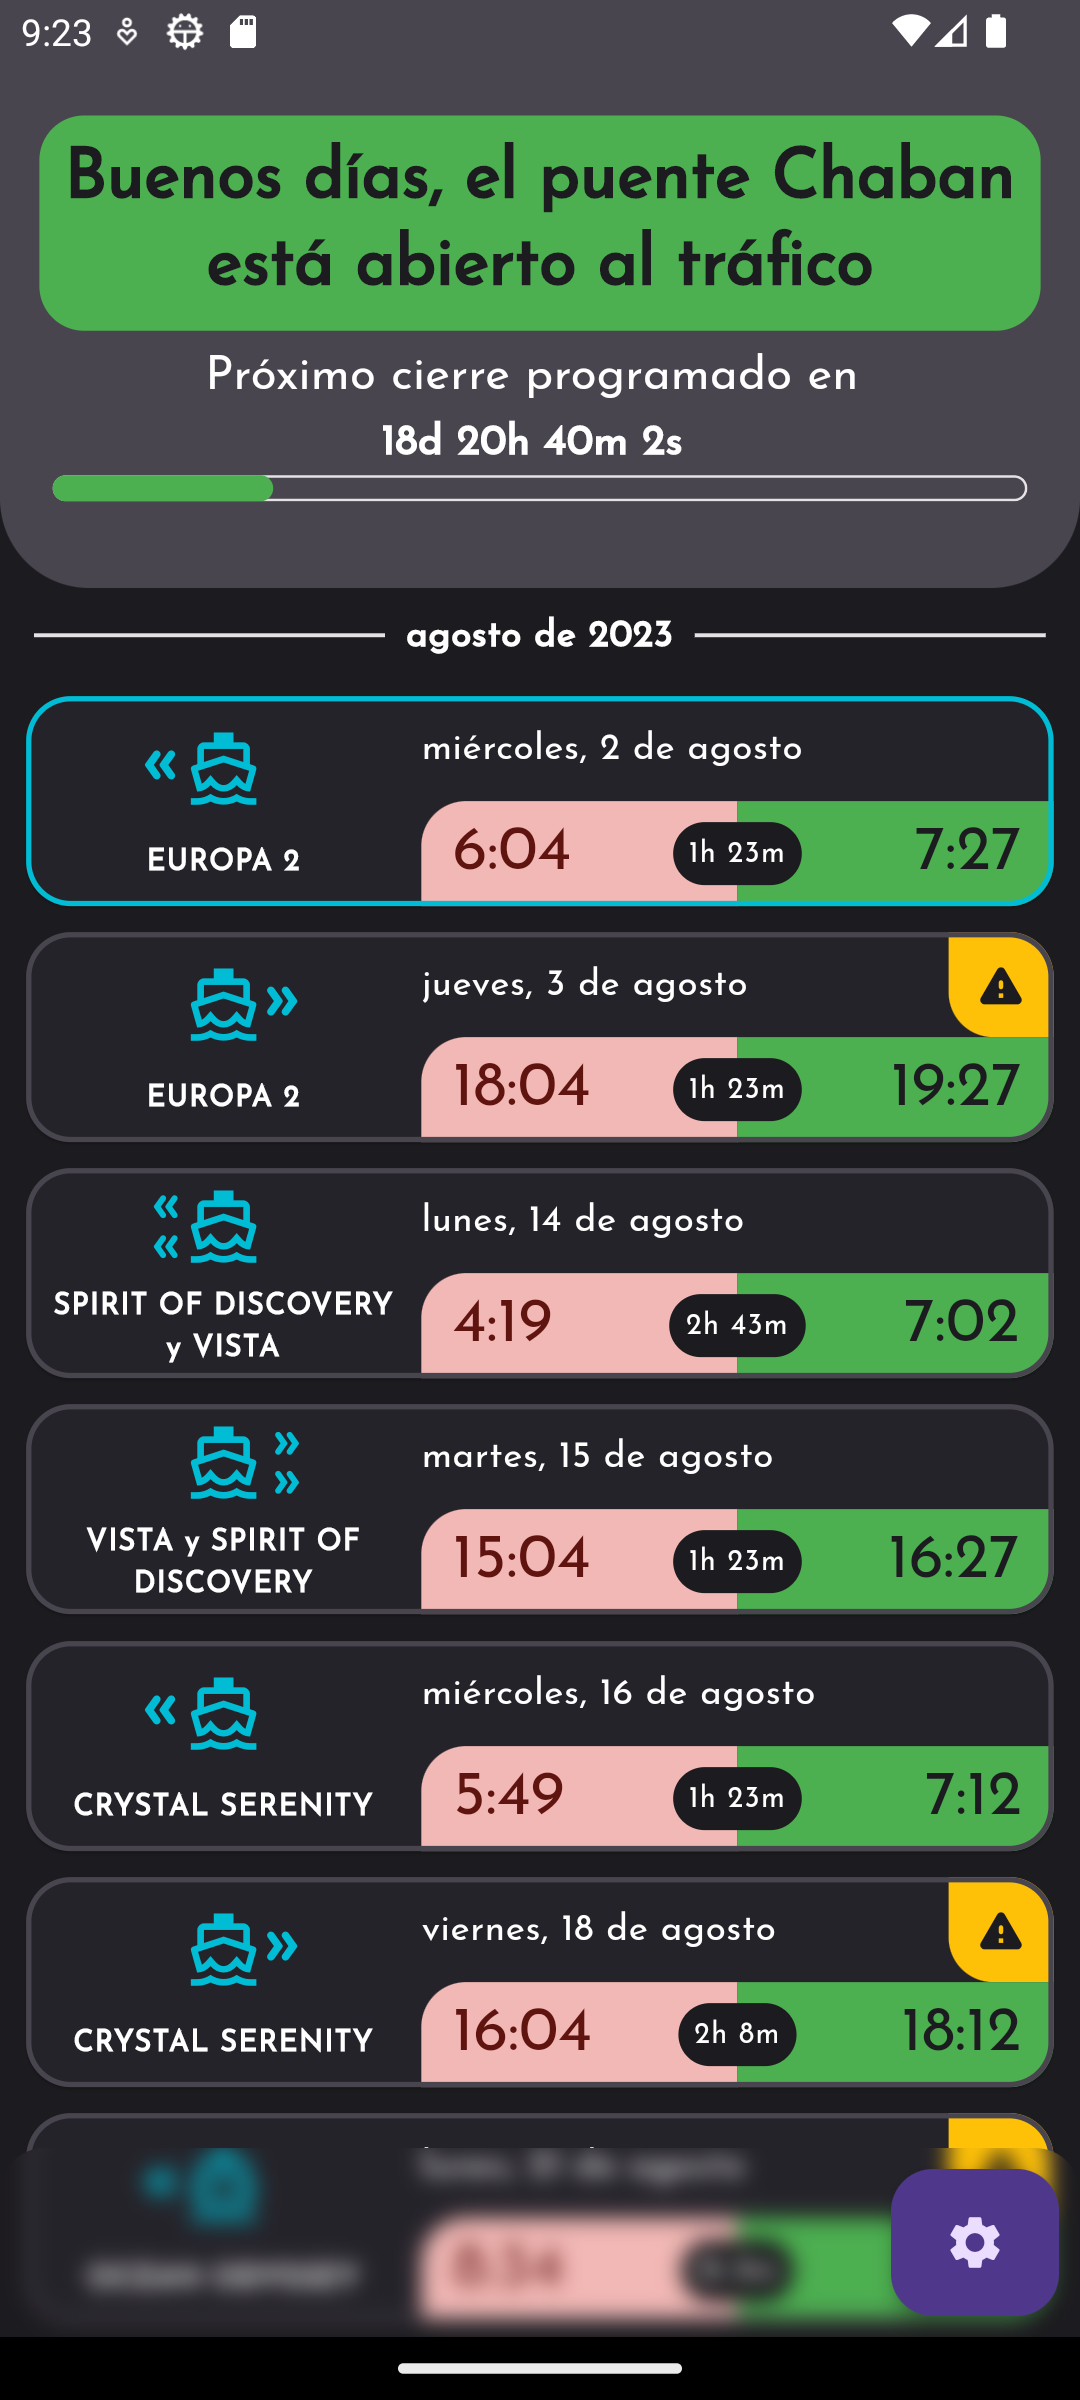 9:23
Buenos días, el puente Chaban
está abierto al tráfico
Próximo cierre programado en
18d 20h 40m 2s
agosto de 2023
miércoles, 2 de agosto
EUROPA 2
6:04 1h 23m 7:27
jueves, 3 de agosto
EUROPA 2
18:04 1h 23m 19:27
lunes, 14 de agosto
SPIRIT OF DISCOVERY
y VISTA
4:19 2h 43m 7:02
martes, 15 de agosto
VISTA y SPIRIT OF
DISCOVERY
15:04 1h 23m 16:27
miércoles, 16 de agosto
CRYSTAL SERENITY
5:49 1h 23m 7:12
viernes, 18 de agosto
CRYSTAL SERENITY
16:04 2h 8m 18:12